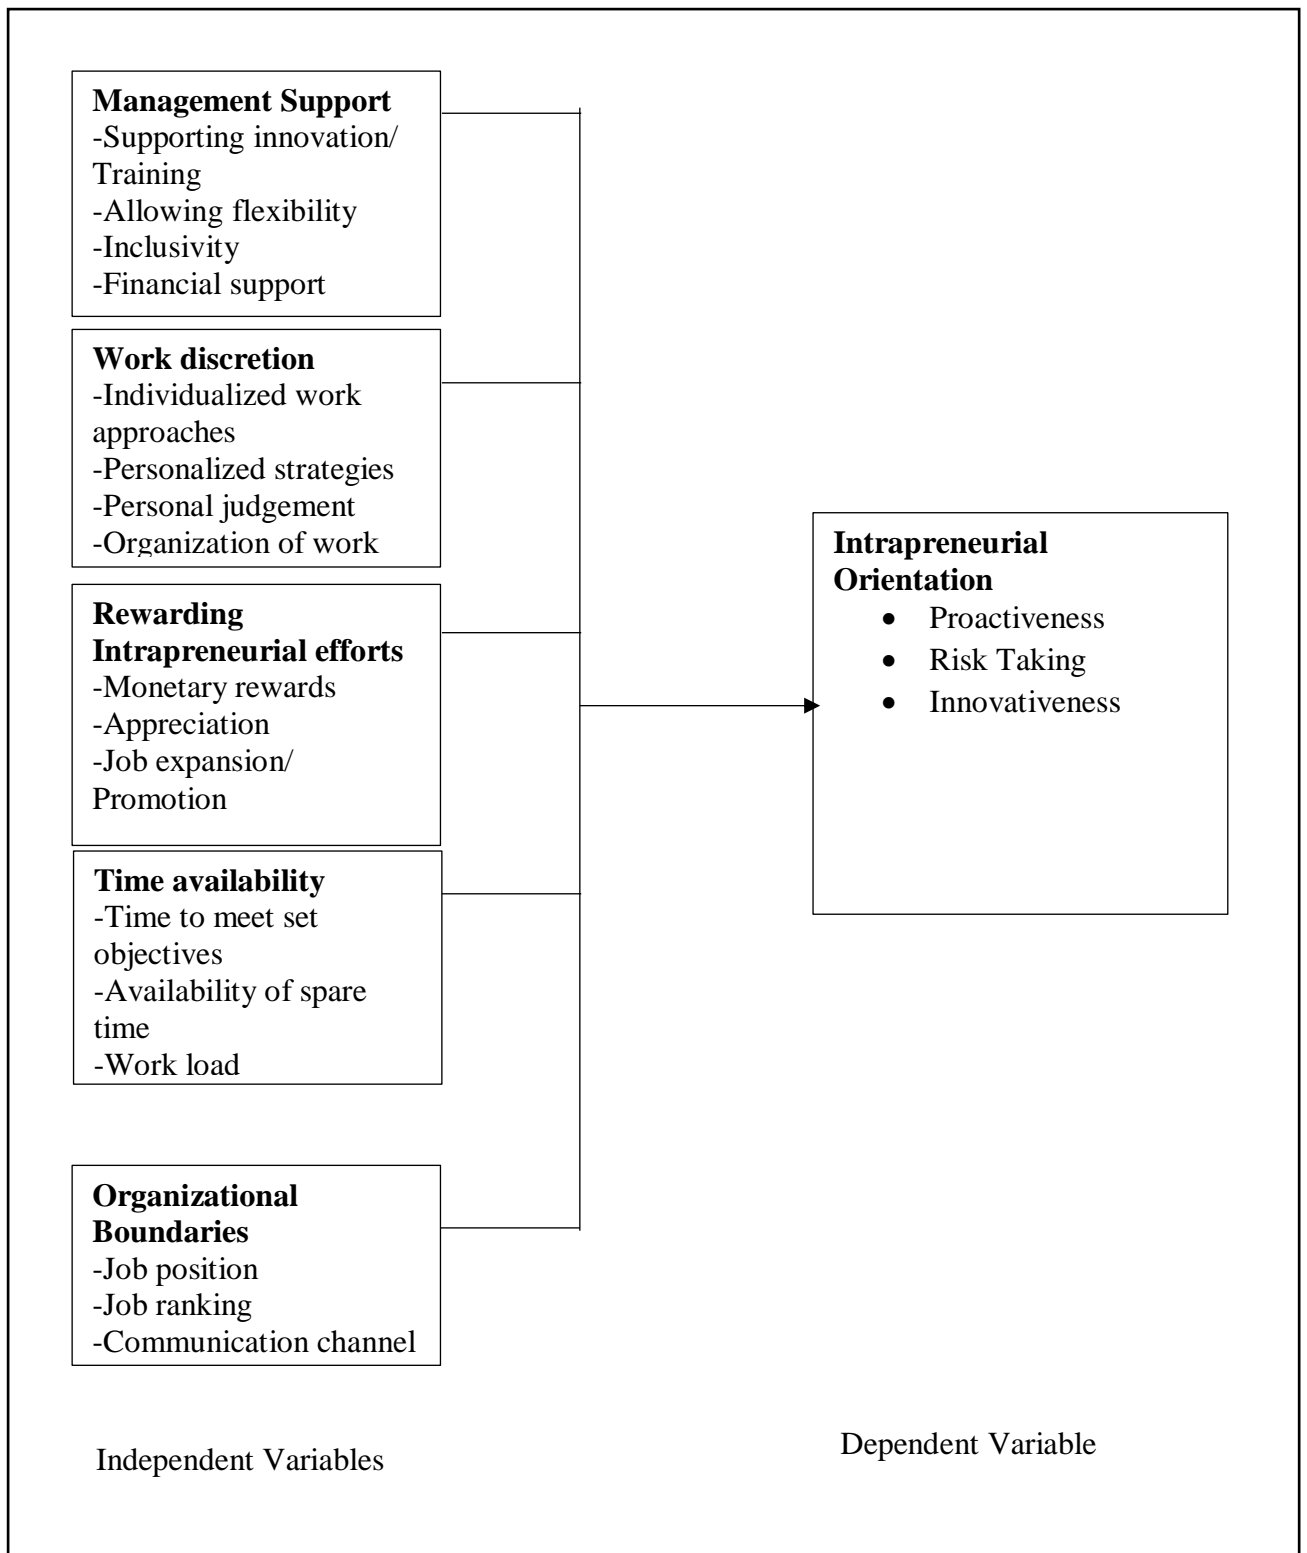 Management Support
-Supporting innovation/
Training
-Allowing flexibility
-Inclusivity
-Financial support
Work discretion
-Individualized work
approaches
-Personalized strategies
-Personal judgement
-Organization of work
Rewarding
Intrapreneurial efforts
-Monetary rewards
-Appreciation
-Job expansion/
Promotion
Time availability
-Time to meet set
objectives
-Availability of spare
time
-Work load
Organizational
Boundaries
-Job position
-Job ranking
-Communication channel
Independent Variables
Intrapreneurial
Orientation
• Proactiveness
• Risk Taking
• Innovativeness
Dependent Variable